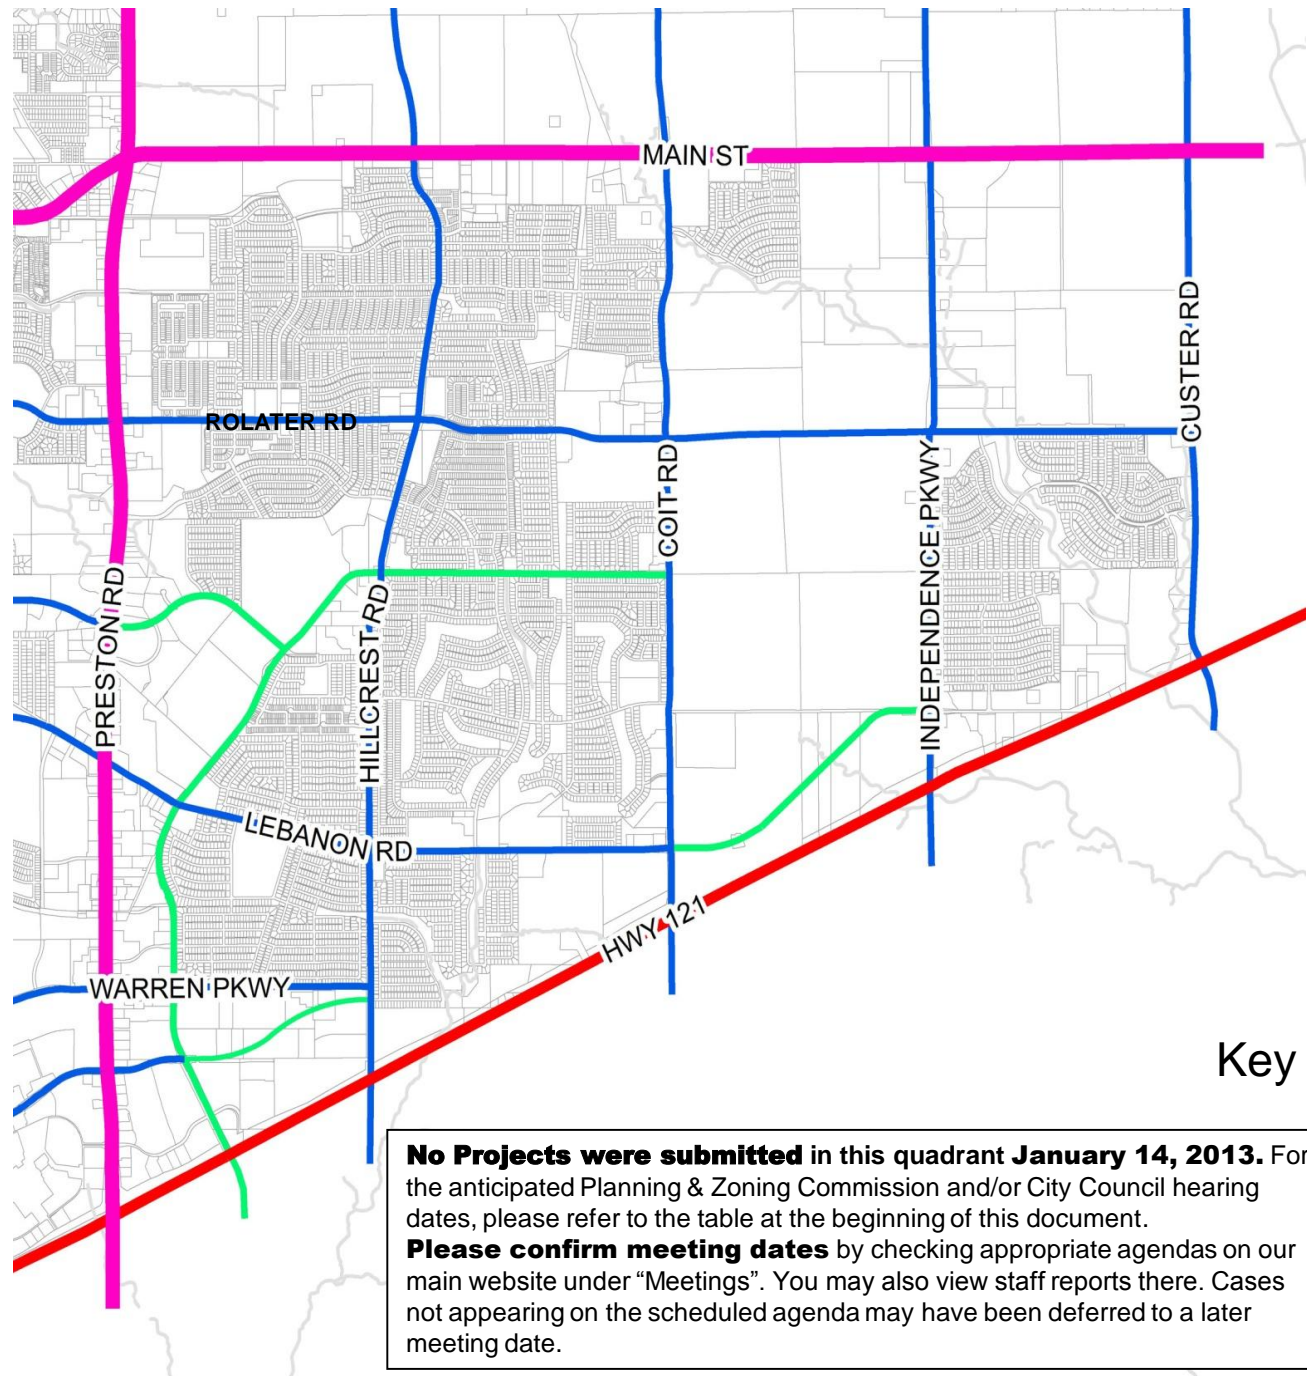 MAIN ST
CUSTER RD
ROLATER RD
COIT RD
INDEPENDENCE PKWY
PRESTON RD
HILLCREST RD
LEBANON RD
HWY 121
WARREN PKWY
Key
No Projects were submitted in this quadrant January 14, 2013. For
the anticipated Planning & Zoning Commission and/or City Council hearing
dates, please refer to the table at the beginning of this document.
Please confirm meeting dates by checking appropriate agendas on our
main website under “Meetings”. You may also view staff reports there. Cases
not appearing on the scheduled agenda may have been deferred to a later
meeting date.